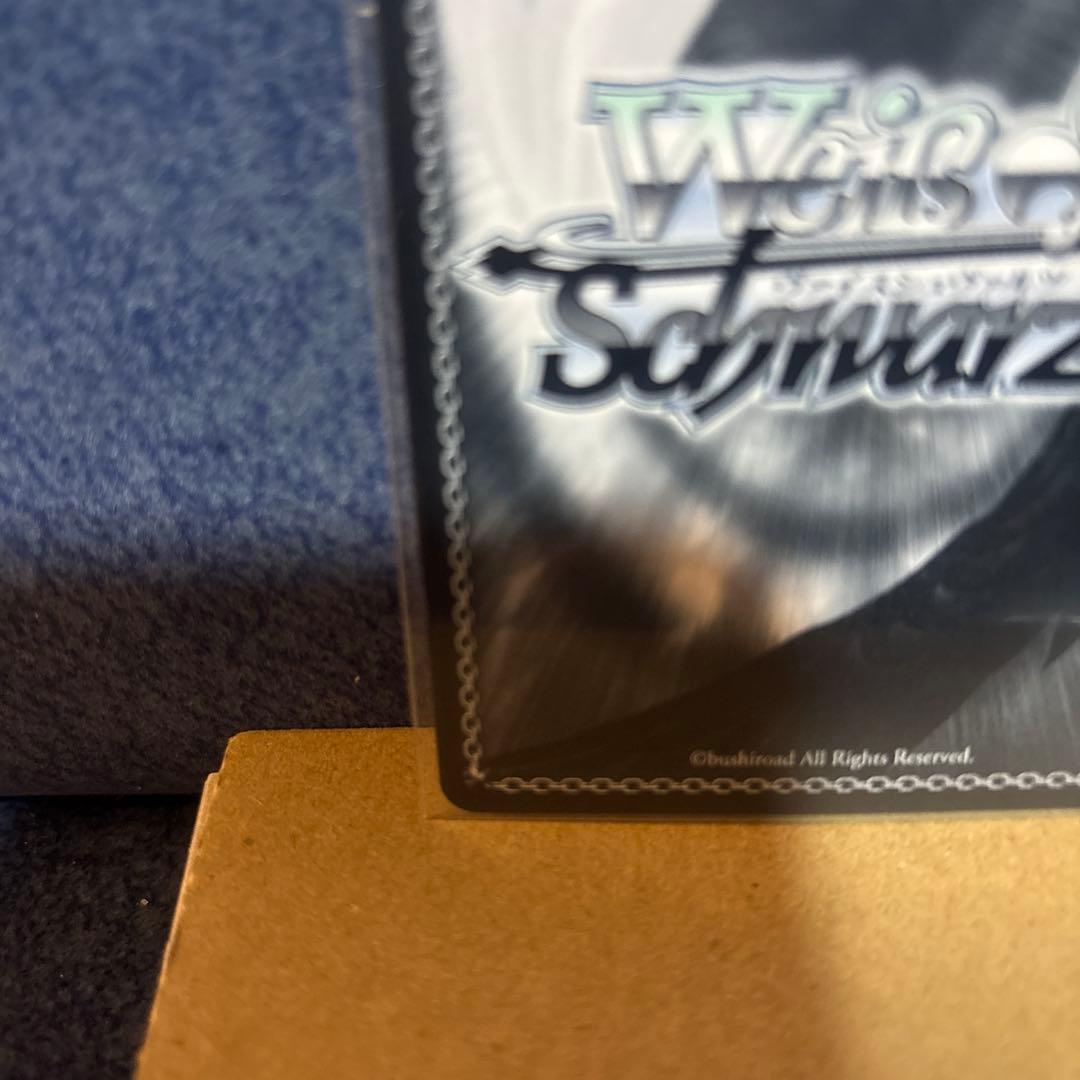 Weiß
Schwarz
©bushiroad All Rights Reserved.